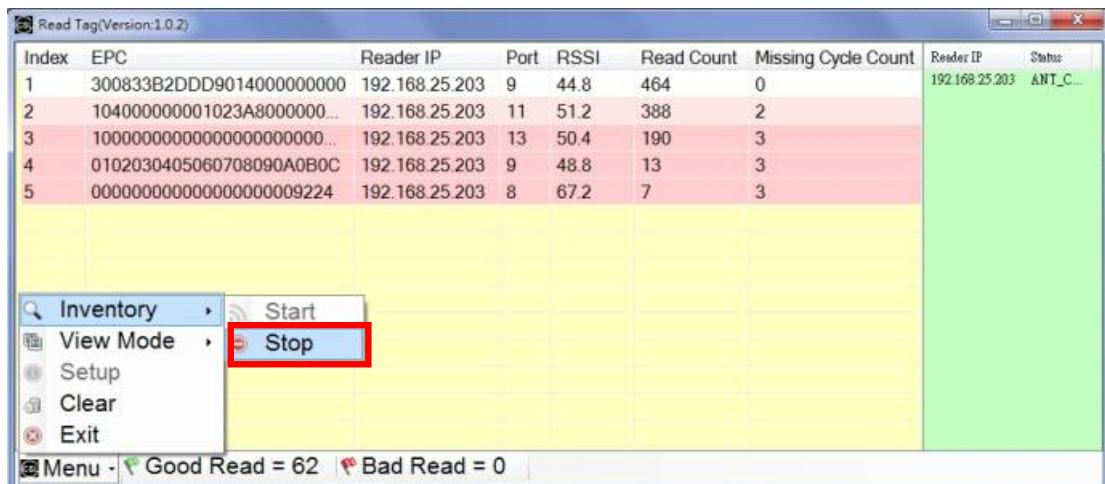 Read Tag(Version:1.0.2)
Index EPC Reader IP Port RSSI Read Count Missing Cycle Count Reader IP Status
1 300833B2DDD9014000000000 192.168.25.203 9 44.8 464 0 192.168.25.203 ANT_C...
2 1040000000001023A8000000... 192.168.25.203 11 51.2 388 2
3 10000000000000000000000... 192.168.25.203 13 50.4 190 3
4 0102030405060708090A0B0C 192.168.25.203 9 48.8 13 3
5 000000000000000000009224 192.168.25.203 8 67.2 7 3
Inventory Start
View Mode Stop
Setup
Clear
Exit
Menu Good Read = 62 Bad Read = 0